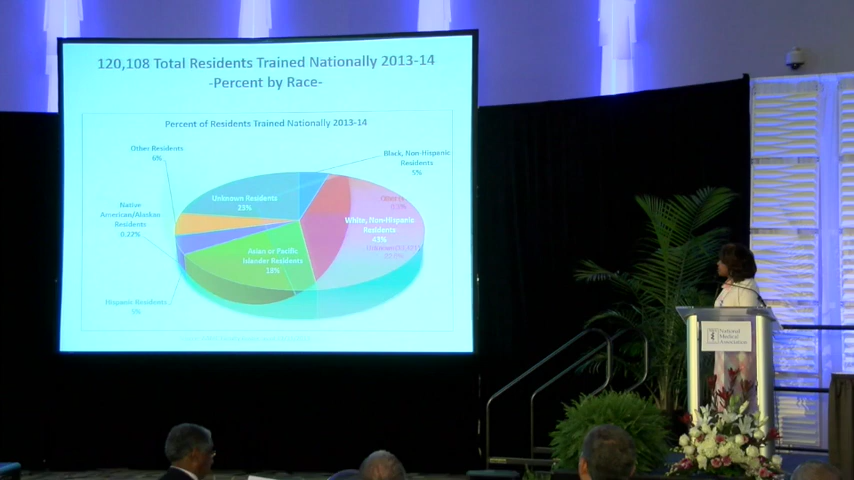 120,108 Total Residents Trained Nationally 2013-14
-Percent by Race-
Percent of Residents Trained Nationally 2013-14
Other Residents
6%
Black, Non-Hispanic
Residents
5%
Unknown Residents
23%
White, Non-Hispanic
Residents
43%
Native
American/Alaskan
Residents
0.22%
Asian or Pacific
Islander Residents
18%
Hispanic Residents
5%
National
Medical
Association